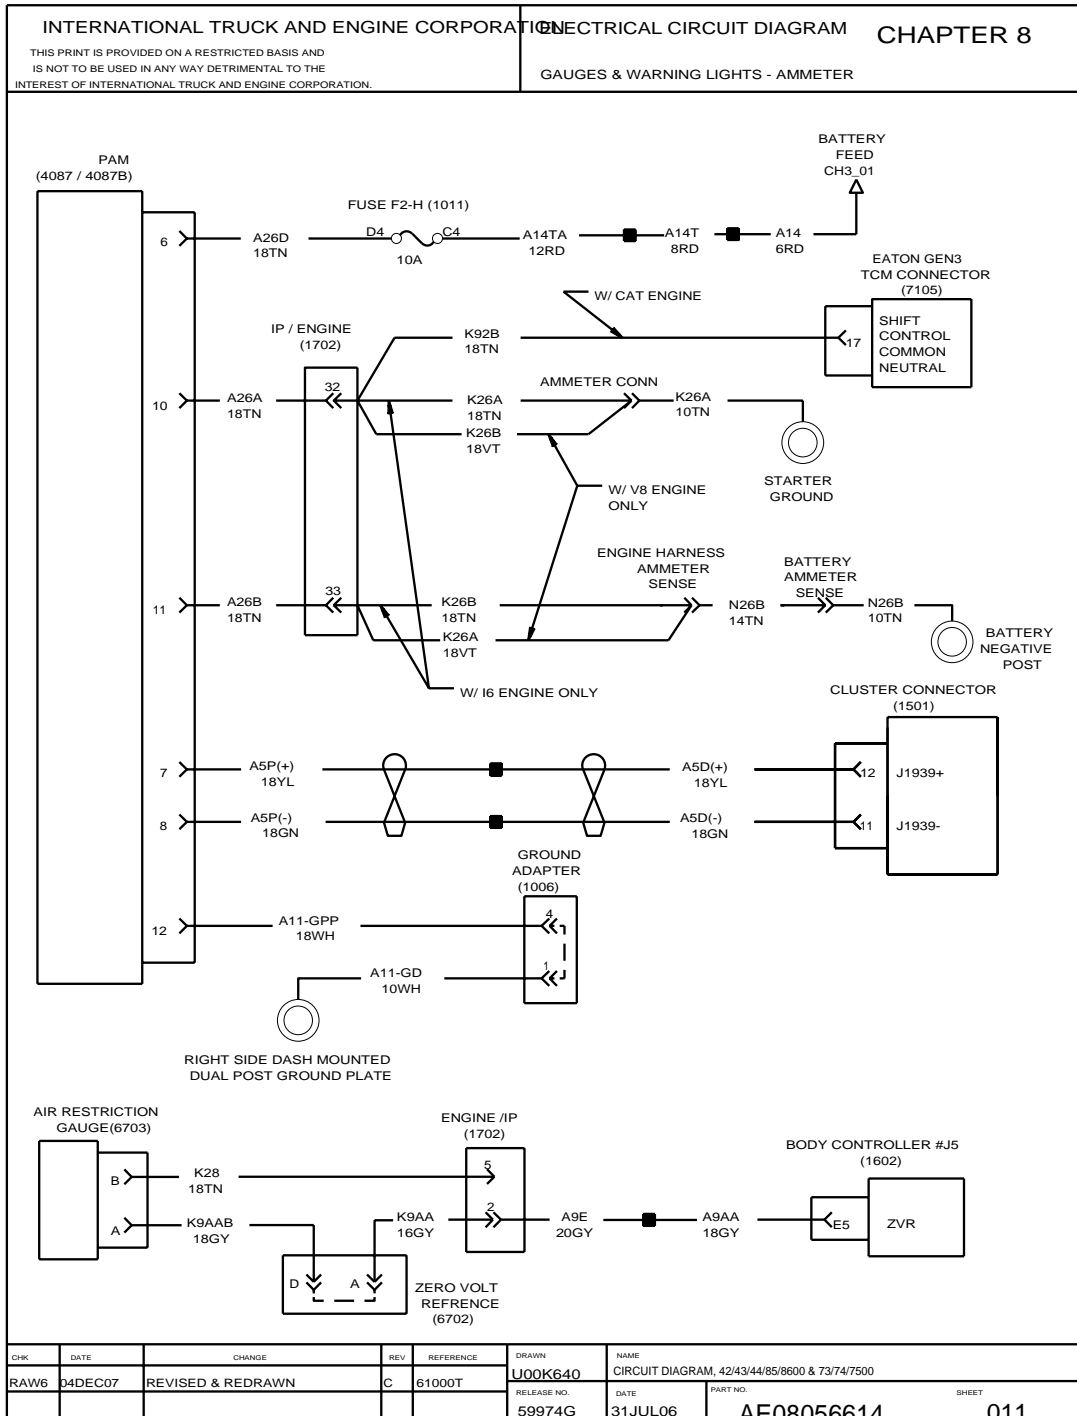 INTERNATIONAL TRUCK AND ENGINE CORPORATION
THIS PRINT IS PROVIDED ON A RESTRICTED BASIS AND
IS NOT TO BE USED IN ANY WAY DETRIMENTAL TO THE
INTEREST OF INTERNATIONAL TRUCK AND ENGINE CORPORATION.
ELECTRICAL CIRCUIT DIAGRAM
CHAPTER 8
GAUGES & WARNING LIGHTS - AMMETER
PAM
(4087 / 4087B)
BATTERY
FEED
CH3_01
FUSE F2-H (1011)
6
A26D
18TN
D4
C4
10A
A14TA
12RD
A14T
8RD
A14
6RD
EATON GEN3
TCM CONNECTOR
(7105)
W/ CAT ENGINE
IP / ENGINE
(1702)
K92B
18TN
17
SHIFT
CONTROL
COMMON
NEUTRAL
10
A26A
18TN
32
K26A
18TN
K26B
18VT
AMMETER CONN
K26A
10TN
STARTER
GROUND
W/ V8 ENGINE
ONLY
ENGINE HARNESS
AMMETER
SENSE
BATTERY
AMMETER
SENSE
11
A26B
18TN
33
K26B
18TN
K26A
18VT
N26B
14TN
N26B
10TN
BATTERY
NEGATIVE
POST
W/ I6 ENGINE ONLY
CLUSTER CONNECTOR
(1501)
7
A5P(+)
18YL
A5D(+)
18YL
12
J1939+
8
A5P(-)
18GN
A5D(-)
18GN
11
J1939-
GROUND
ADAPTER
(1006)
12
A11-GPP
18WH
4
A11-GD
10WH
1
RIGHT SIDE DASH MOUNTED
DUAL POST GROUND PLATE
AIR RESTRICTION
GAUGE(6703)
ENGINE /IP
(1702)
BODY CONTROLLER #J5
(1602)
B
K28
18TN
5
A
K9AAB
18GY
K9AA
16GY
2
A9E
20GY
A9AA
18GY
E5
ZVR
D
A
ZERO VOLT
REFRENCE
(6702)
CHK DATE CHANGE REV REFERENCE
RAW6 04DEC07 REVISED & REDRAWN C 61000T
DRAWN
U00K640
NAME
CIRCUIT DIAGRAM, 42/43/44/85/8600 & 73/74/7500
RELEASE NO.
59974G
DATE
31JUL06
PART NO.
AE08056614
SHEET
011